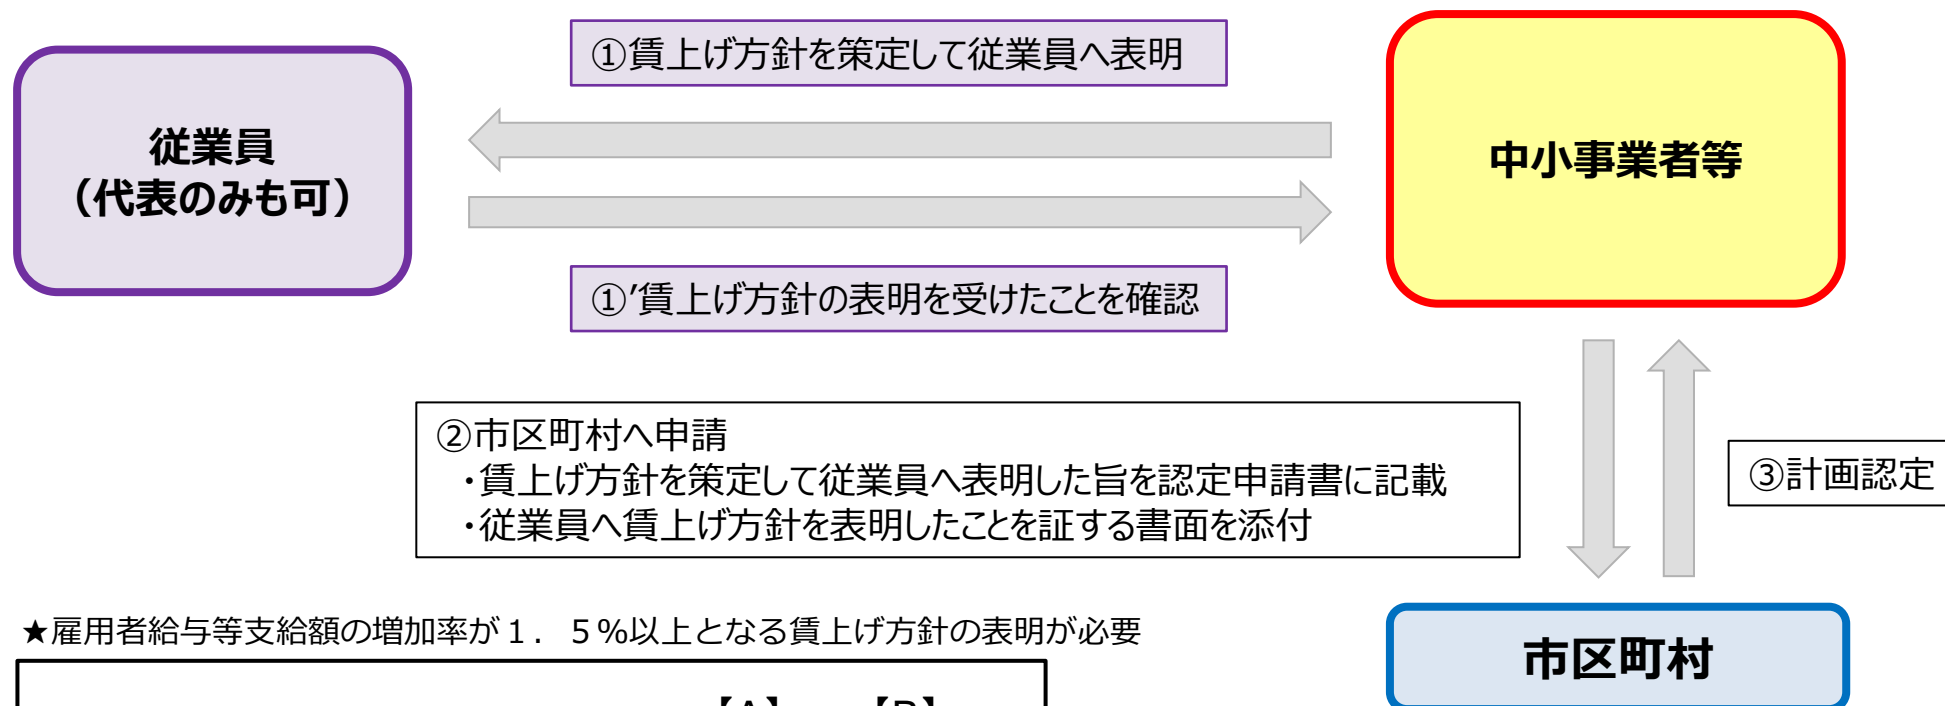 ①賃上げ方針を策定して従業員へ表明
従業員
（代表のみも可）
中小事業者等
①’賃上げ方針の表明を受けたことを確認
②市区町村へ申請
・賃上げ方針を策定して従業員へ表明した旨を認定申請書に記載
・従業員へ賃上げ方針を表明したことを証する書面を添付
③計画認定
★雇用者給与等支給額の増加率が１．５%以上となる賃上げ方針の表明が必要
市区町村
【A】 【B】